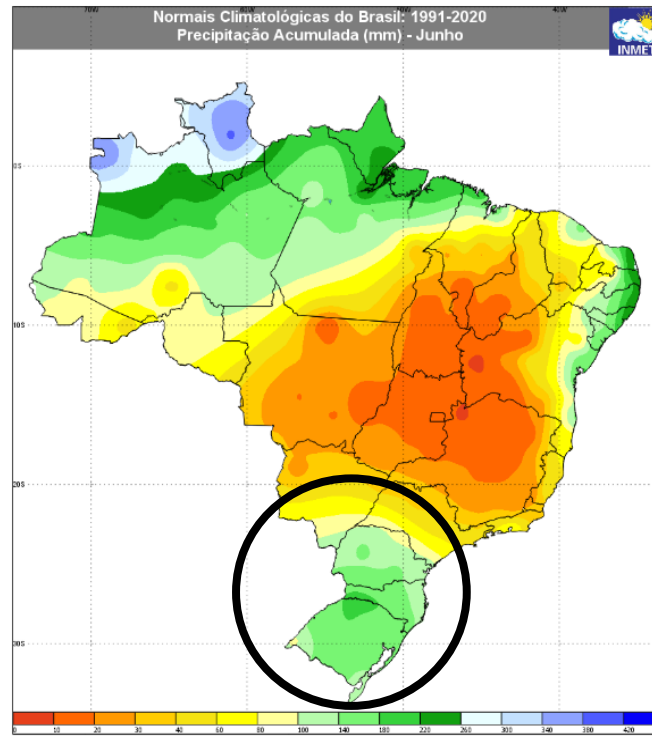 Normais Climatológicas do Brasil: 1991-2020
Precipitação Acumulada (mm) - Junho
INMET
70W
60W
50W
40W
0S
10S
20S
30S
0 10 20 30 40 60 80 100 140 180 220 260 300 340 380 420